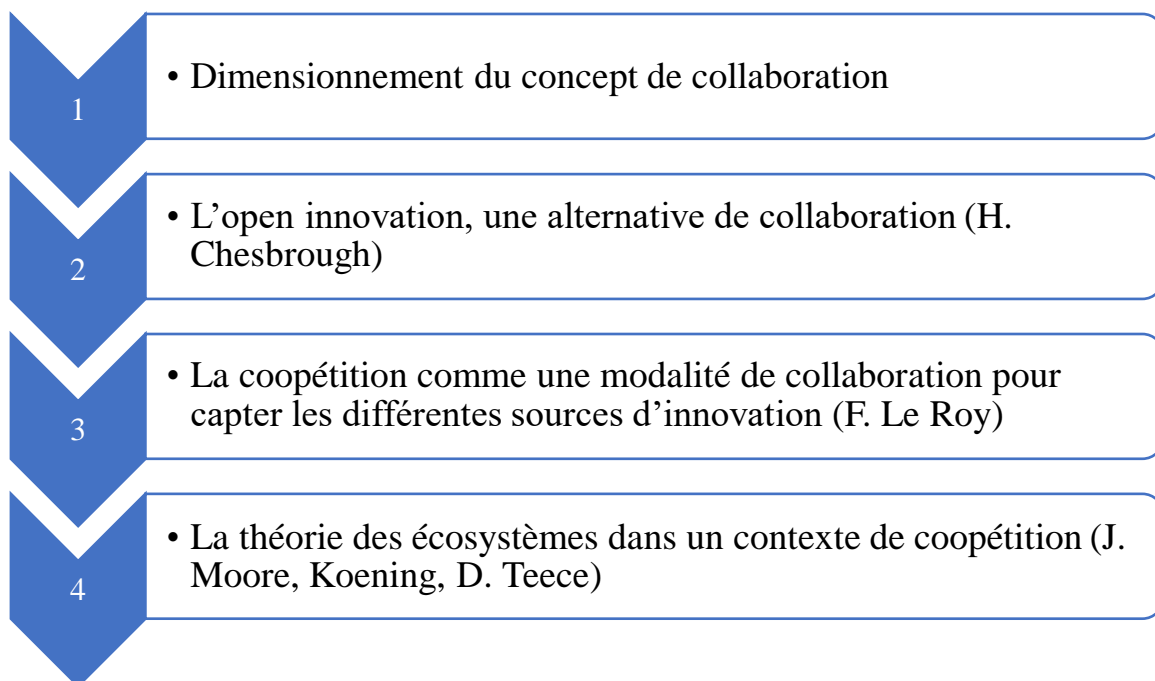 1
• Dimensionnement du concept de collaboration
2
• L’open innovation, une alternative de collaboration (H.
Chesbrough)
3
• La coopétition comme une modalité de collaboration pour
capter les différentes sources d’innovation (F. Le Roy)
4
• La théorie des écosystèmes dans un contexte de coopétition (J.
Moore, Koening, D. Teece)